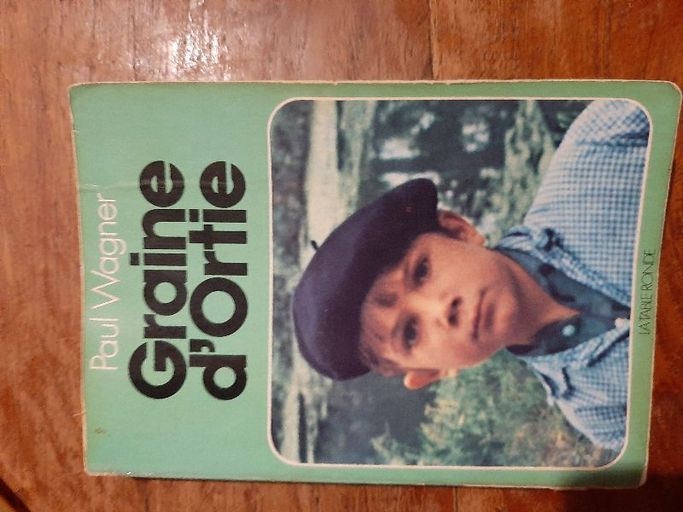 Paul Wagner
Graine
d'Ortie
LA TABLE RONDE